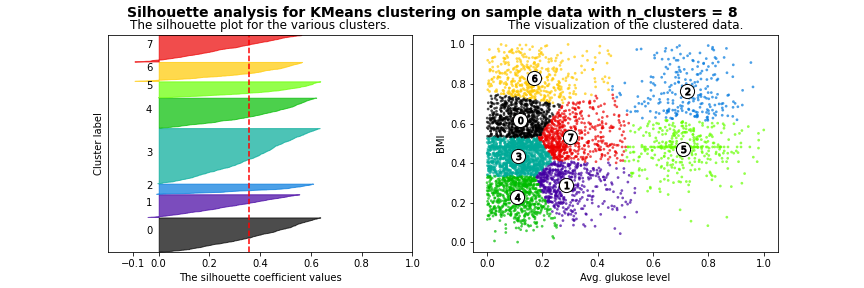 Silhouette analysis for KMeans clustering on sample data with n_clusters = 8
The silhouette plot for the various clusters.
Cluster label
7
6
5
4
3
2
1
0
−0.1 0.0 0.2 0.4 0.6 0.8 1.0
The silhouette coefficient values
The visualization of the clustered data.
BMI
1.0
0.8
0.6
0.4
0.2
0.0
6
2
0
7
5
3
1
4
0.0 0.2 0.4 0.6 0.8 1.0
Avg. glukose level